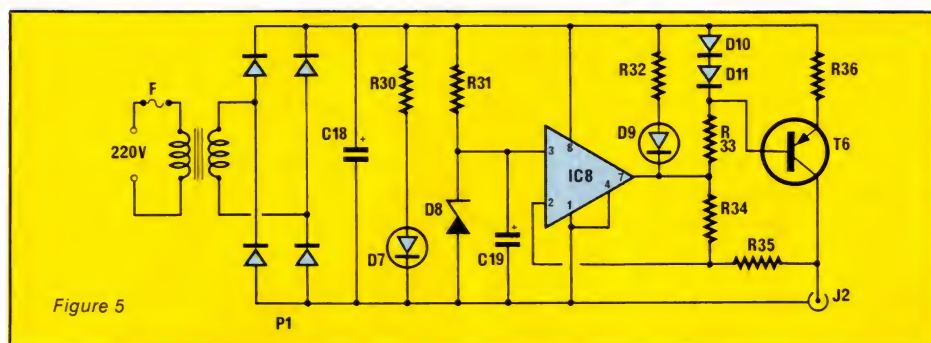 F
220V
C18
+
R30
D7
R31
D8
C19
+
3
2
8
1
4
7
IC8
R32
D9
D10
D11
R
33
R34
R35
R36
T6
J2
P1
Figure 5